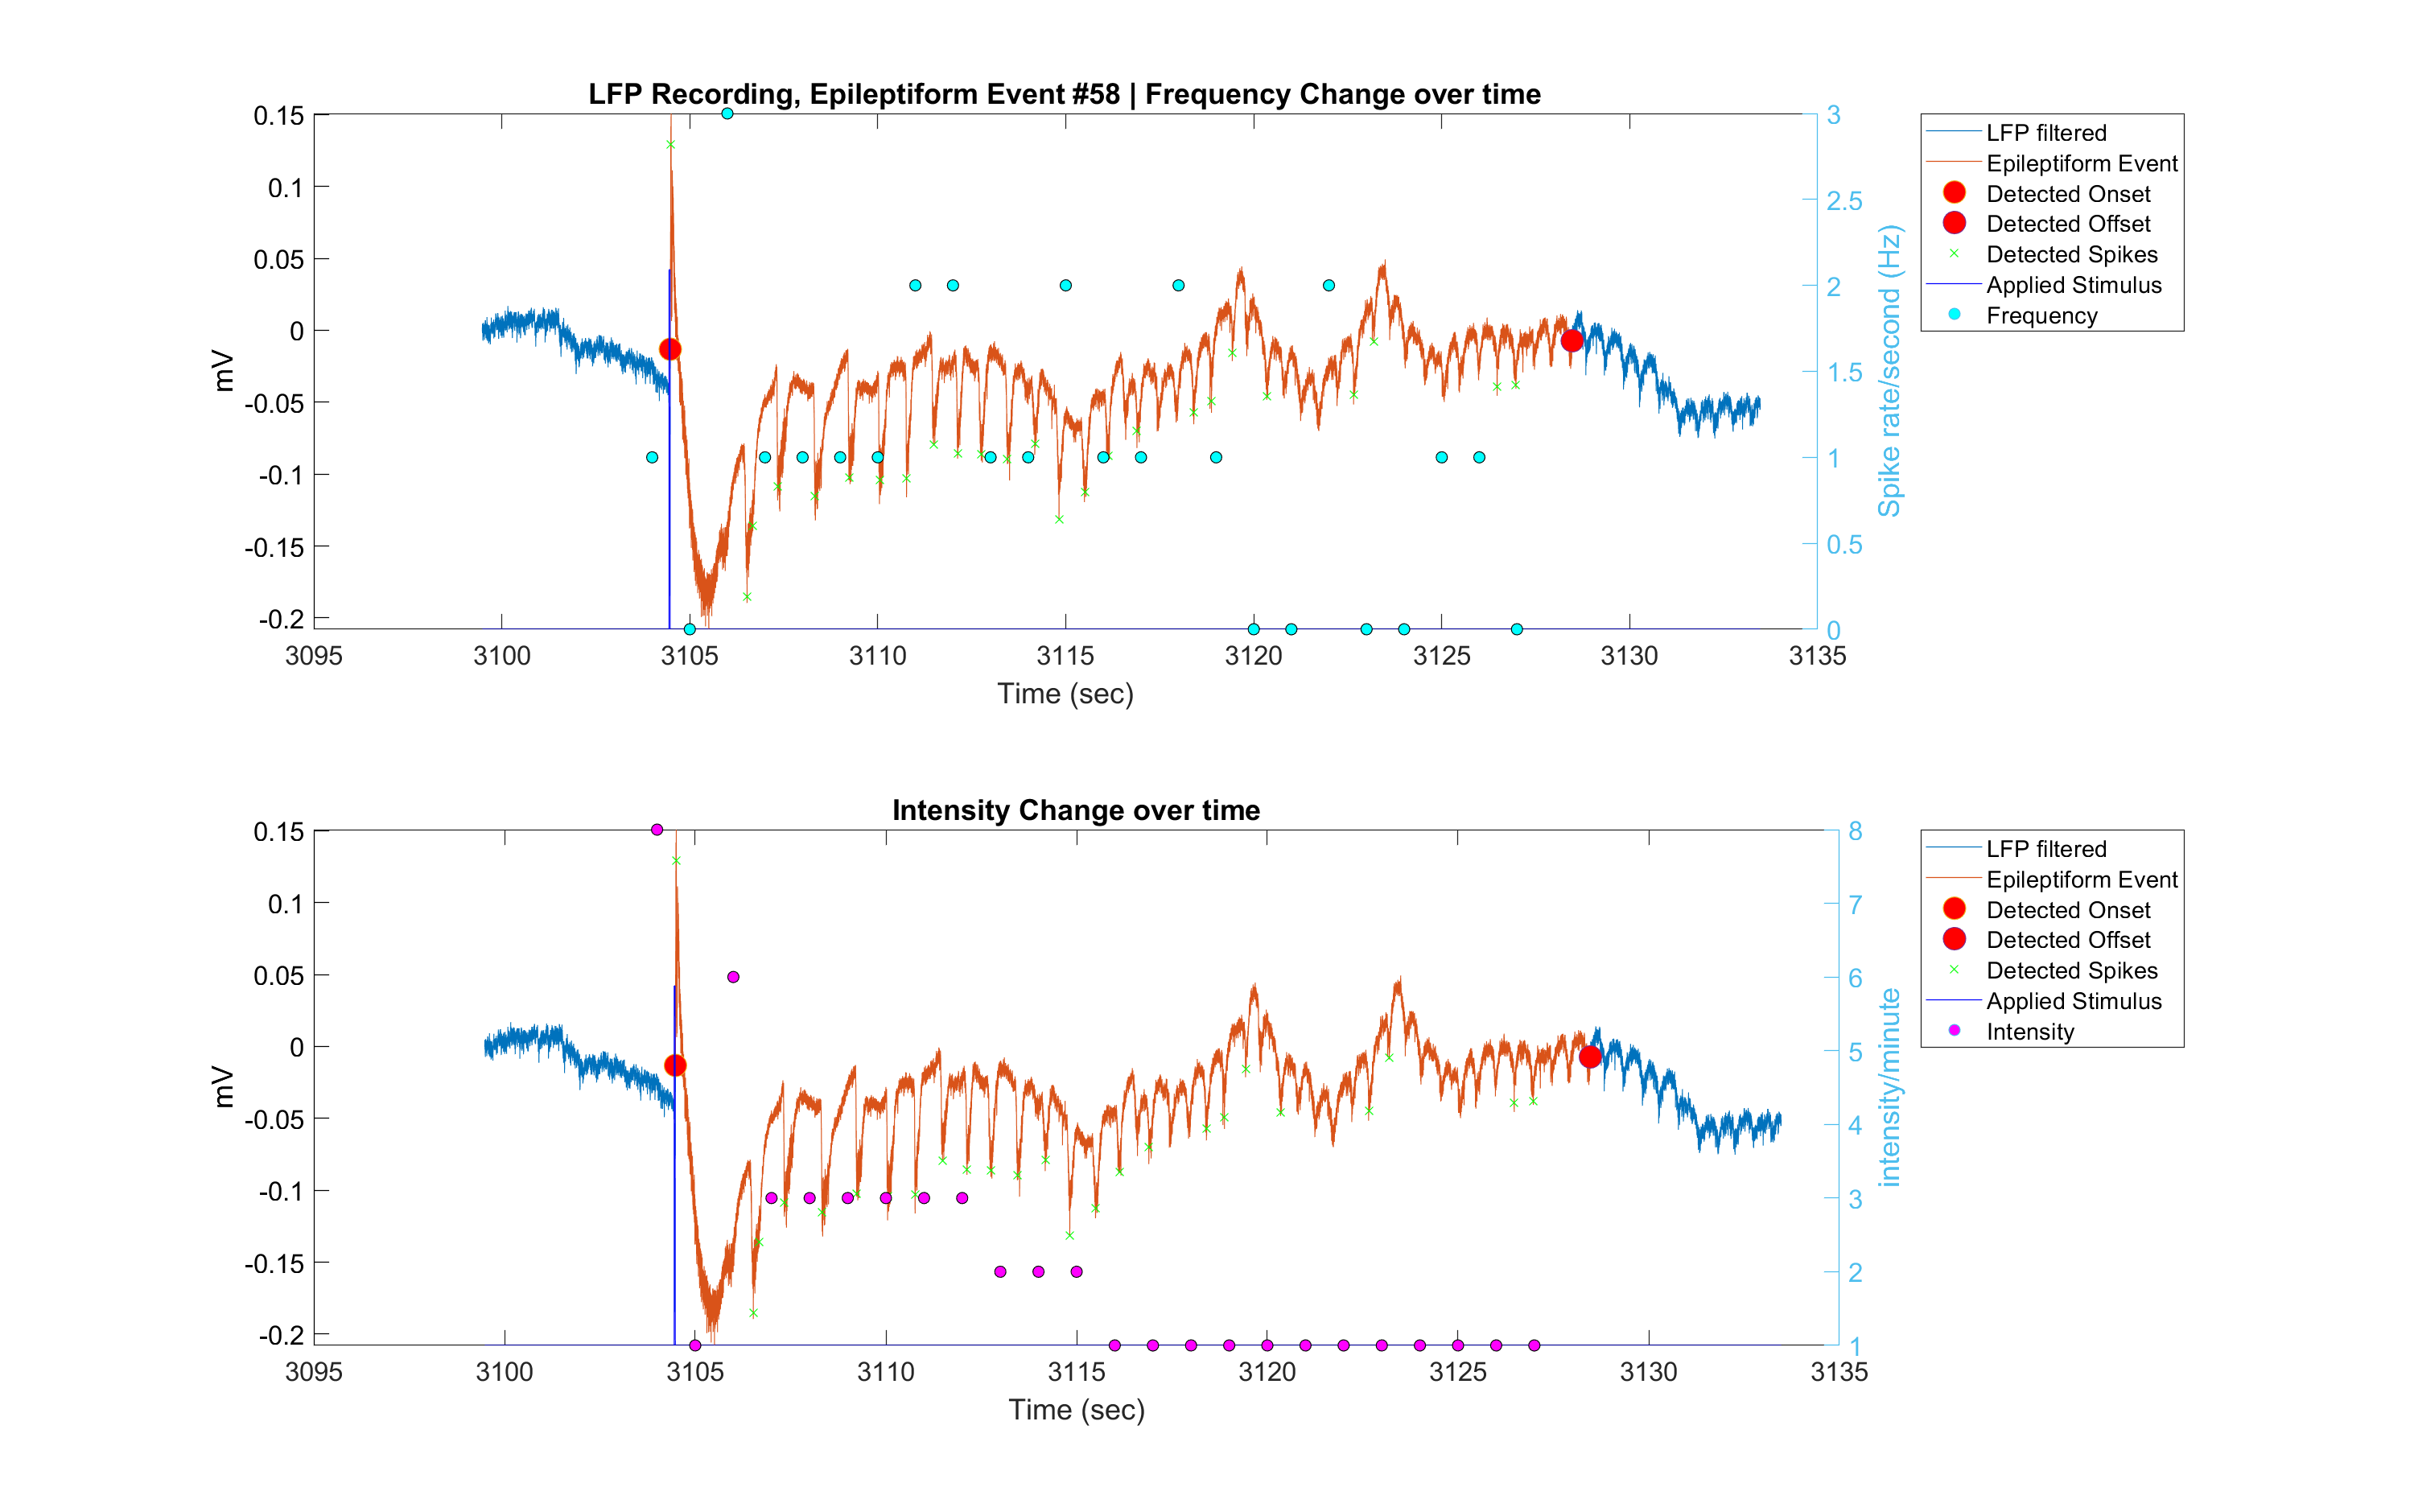 LFP Recording, Epileptiform Event #58 | Frequency Change over time
0.15
0.1
0.05
0
-0.05
-0.1
-0.15
-0.2
mV
3
2.5
2
1.5
1
0.5
0
Spike rate/second (Hz)
3095 3100 3105 3110 3115 3120 3125 3130 3135
Time (sec)
LFP filtered
Epileptiform Event
Detected Onset
Detected Offset
Detected Spikes
Applied Stimulus
Frequency
Intensity Change over time
0.15
0.1
0.05
0
-0.05
-0.1
-0.15
-0.2
mV
8
7
6
5
4
3
2
1
intensity/minute
3095 3100 3105 3110 3115 3120 3125 3130 3135
Time (sec)
LFP filtered
Epileptiform Event
Detected Onset
Detected Offset
Detected Spikes
Applied Stimulus
Intensity